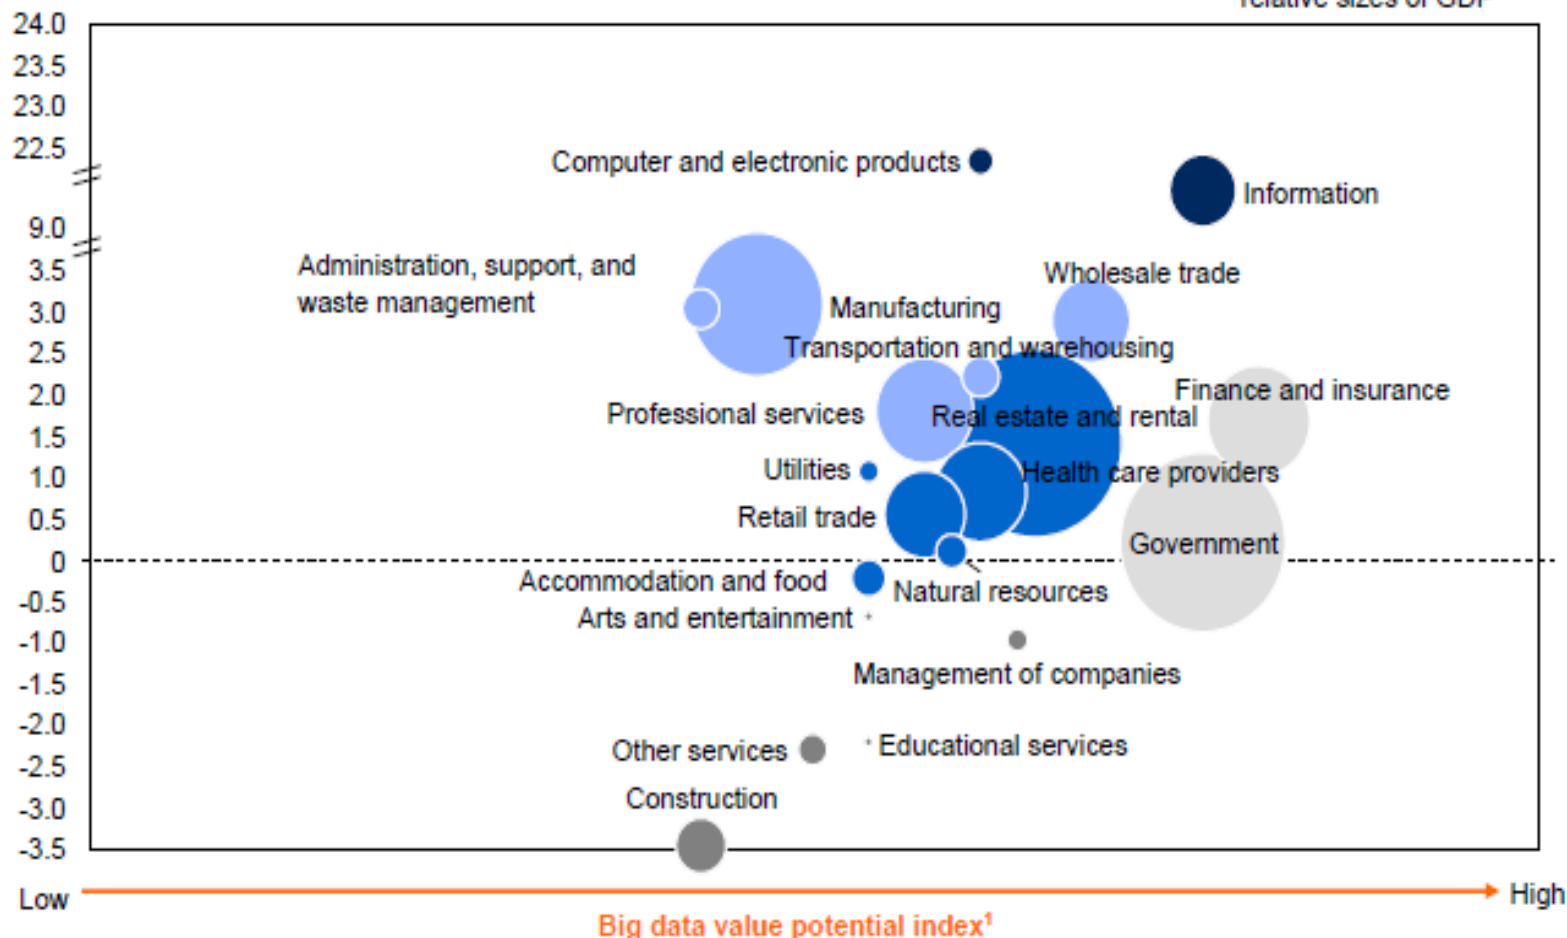 relative sizes of GDP
24.0
23.5
23.0
22.5
Computer and electronic products
Information
9.0
Administration, support, and
waste management
3.5
Wholesale trade
3.0
Manufacturing
2.5
Transportation and warehousing
2.0
Finance and insurance
Professional services
Real estate and rental
1.5
Utilities
Health care providers
1.0
Retail trade
0.5
Government
0
Accommodation and food
Natural resources
-0.5
Arts and entertainment
-1.0
Management of companies
-1.5
-2.0
Other services
Educational services
-2.5
Construction
-3.0
-3.5
Low
High
Big data value potential index¹